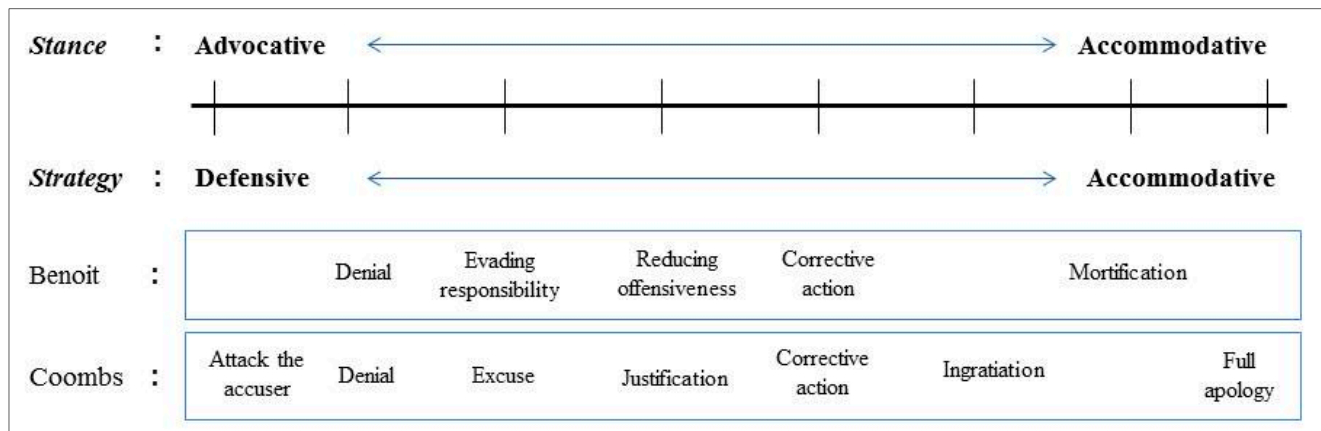 Stance : Advocative Accommodative
Strategy : Defensive Accommodative
Benoit : Denial Evading responsibility Reducing offensiveness Corrective action Mortification
Coombs : Attack the accuser Denial Excuse Justification Corrective action Ingratiation Full apology